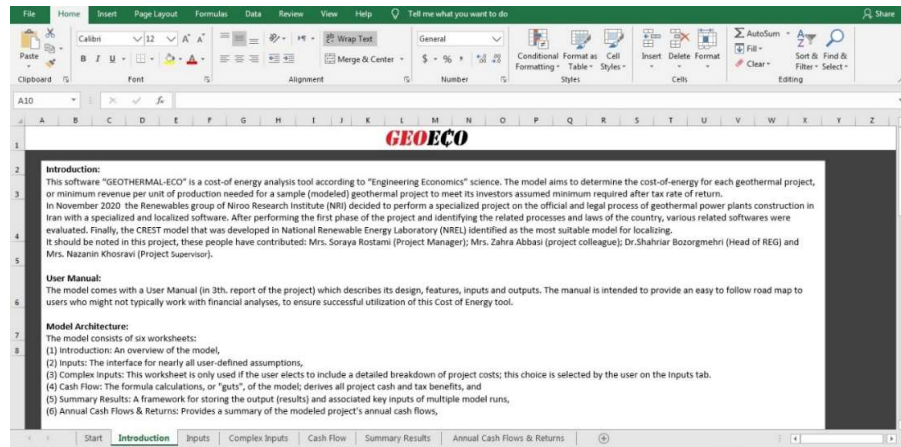 File Home Insert Page Layout Formulas Data Review View Help Tell me what you want to do Share
Calibri 12 A A Wrap Text General AutoSum
Paste B I U A Merge & Center $ % Conditional Format as Cell Insert Delete Format Fill Sort & Find &
Formatting Table Styles Clear Filter Select
Clipboard Font Alignment Number Styles Cells Editing
A10 fx
A B C D E F G H I J K L M N O P Q R S T U V W X Y Z
1 GEOECO
2 Introduction:
This software "GEOTHERMAL-ECO" is a cost-of energy analysis tool according to "Engineering Economics" science. The model aims to determine the cost-of-energy for each geothermal project,
3 or minimum revenue per unit of production needed for a sample (modeled) geothermal project to meet its investors assumed minimum required after tax rate of return.
In November 2020 the Renewables group of Niroo Research Institute (NRI) decided to perform a specialized project on the official and legal process of geothermal power plants construction in
Iran with a specialized and localized software. After performing the first phase of the project and identifying the related processes and laws of the country, various related softwares were
4 evaluated. Finally, the CREST model that was developed in National Renewable Energy Laboratory (NREL) identified as the most suitable model for localizing.
It should be noted in this project, these people have contributed: Mrs. Soraya Rostami (Project Manager); Mrs. Zahra Abbasi (project colleague); Dr.Shahriar Bozorgmehri (Head of REG) and
5 Mrs. Nazanin Khosravi (Project Supervisor).
User Manual:
The model comes with a User Manual (in 3th. report of the project) which describes its design, features, inputs and outputs. The manual is intended to provide an easy to follow road map to
6 users who might not typically work with financial analyses, to ensure successful utilization of this Cost of Energy tool.
7 Model Architecture:
The model consists of six worksheets:
8 (1) Introduction: An overview of the model,
(2) Inputs: The interface for nearly all user-defined assumptions,
(3) Complex Inputs: This worksheet is only used if the user elects to include a detailed breakdown of project costs; this choice is selected by the user on the Inputs tab.
(4) Cash Flow: The formula calculations, or "guts", of the model; derives all project cash and tax benefits, and
(5) Summary Results: A framework for storing the output (results) and associated key inputs of multiple model runs,
(6) Annual Cash Flows & Returns: Provides a summary of the modeled project's annual cash flows,
Start Introduction Inputs Complex Inputs Cash Flow Summary Results Annual Cash Flows & Returns